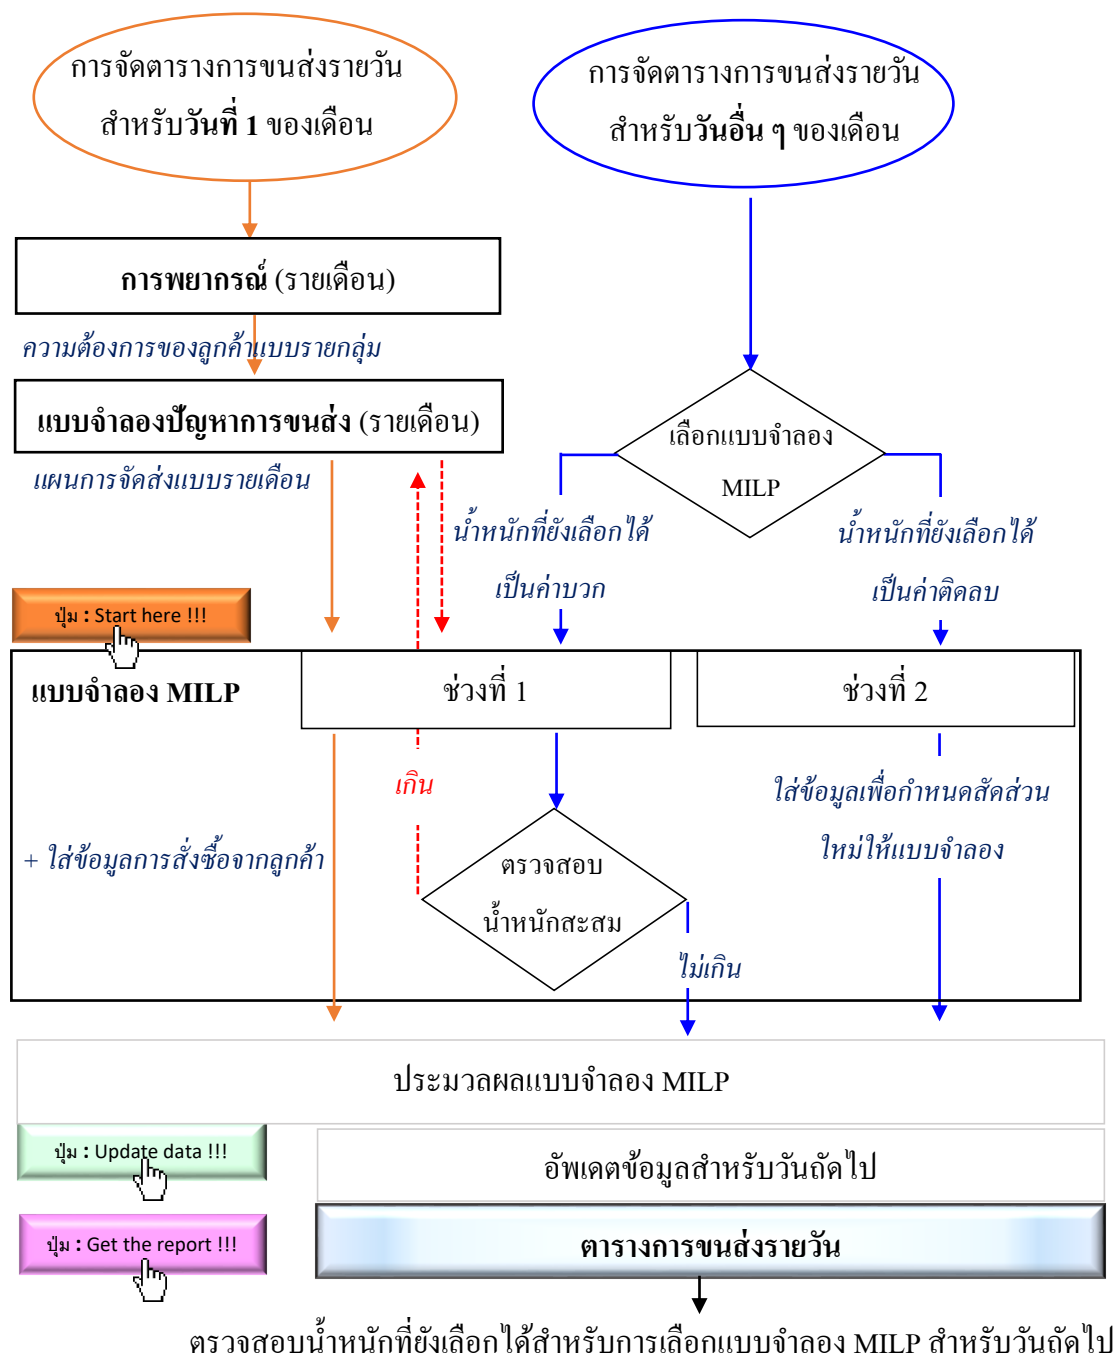 การจัดตารางการขนส่งรายวัน
สำหรับวันที่ 1 ของเดือน
การจัดตารางการขนส่งรายวัน
สำหรับวันอื่น ๆ ของเดือน
การพยากรณ์ (รายเดือน)
ความต้องการของลูกค้าแบบรายกลุ่ม
แบบจำลองปัญหาการขนส่ง (รายเดือน)
แผนการจัดส่งแบบรายเดือน
เลือกแบบจำลอง
MILP
น้ำหนักที่ยังเลือกได้
เป็นค่าบวก
น้ำหนักที่ยังเลือกได้
เป็นค่าติดลบ
ปุ่ม : Start here !!!
แบบจำลอง MILP
ช่วงที่ 1
ช่วงที่ 2
เกิน
ใส่ข้อมูลเพื่อกำหนดสัดส่วน
ใหม่ให้แบบจำลอง
+ ใส่ข้อมูลการสั่งซื้อจากลูกค้า
ตรวจสอบ
น้ำหนักสะสม
ไม่เกิน
ประมวลผลแบบจำลอง MILP
ปุ่ม : Update data !!!
อัพเดตข้อมูลสำหรับวันถัดไป
ปุ่ม : Get the report !!!
ตารางการขนส่งรายวัน
ตรวจสอบน้ำหนักที่ยังเลือกได้สำหรับการเลือกแบบจำลอง MILP สำหรับวันถัดไป